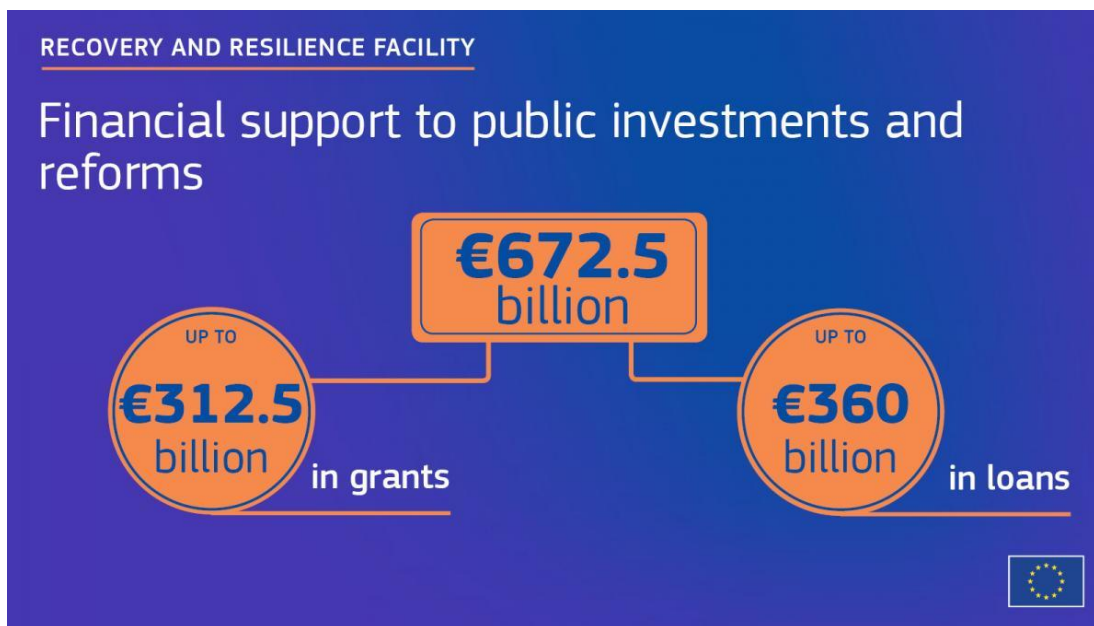 RECOVERY AND RESILIENCE FACILITY
Financial support to public investments and
reforms
€672.5
billion
UP TO
€312.5
billion
in grants
UP TO
€360
billion
in loans